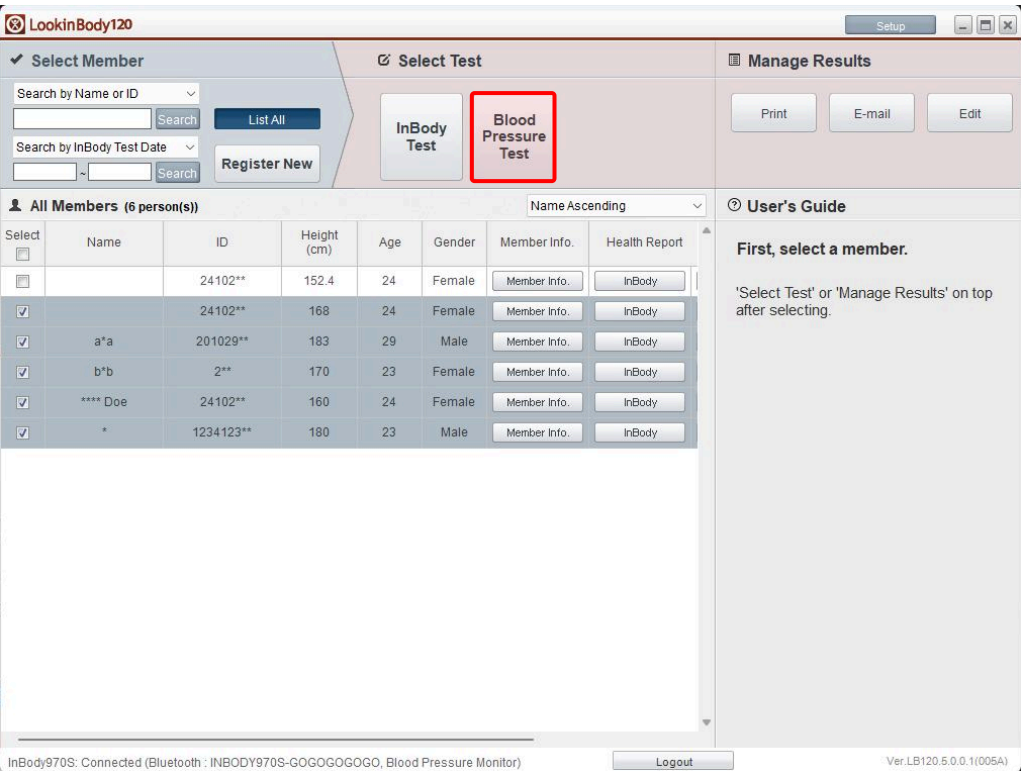 LookinBody120
Setup
Select Member
Select Test
Manage Results
Search by Name or ID
Search
List All
Search by InBody Test Date
~
Search
Register New
InBody
Test
Blood
Pressure
Test
Print
E-mail
Edit
All Members (6 person(s))
Name Ascending
User's Guide
Select
Name
ID
Height
(cm)
Age
Gender
Member Info.
Health Report
24102** 152.4 24 Female Member Info. InBody
24102** 168 24 Female Member Info. InBody
a*a 201029** 183 29 Male Member Info. InBody
b*b 2** 170 23 Female Member Info. InBody
**** Doe 24102** 160 24 Female Member Info. InBody
* 1234123** 180 23 Male Member Info. InBody
First, select a member.
'Select Test' or 'Manage Results' on top
after selecting.
InBody970S: Connected (Bluetooth : INBODY970S-GOGOGOGOGO, Blood Pressure Monitor)
Logout
Ver.LB120.5.0.0.1(005A)